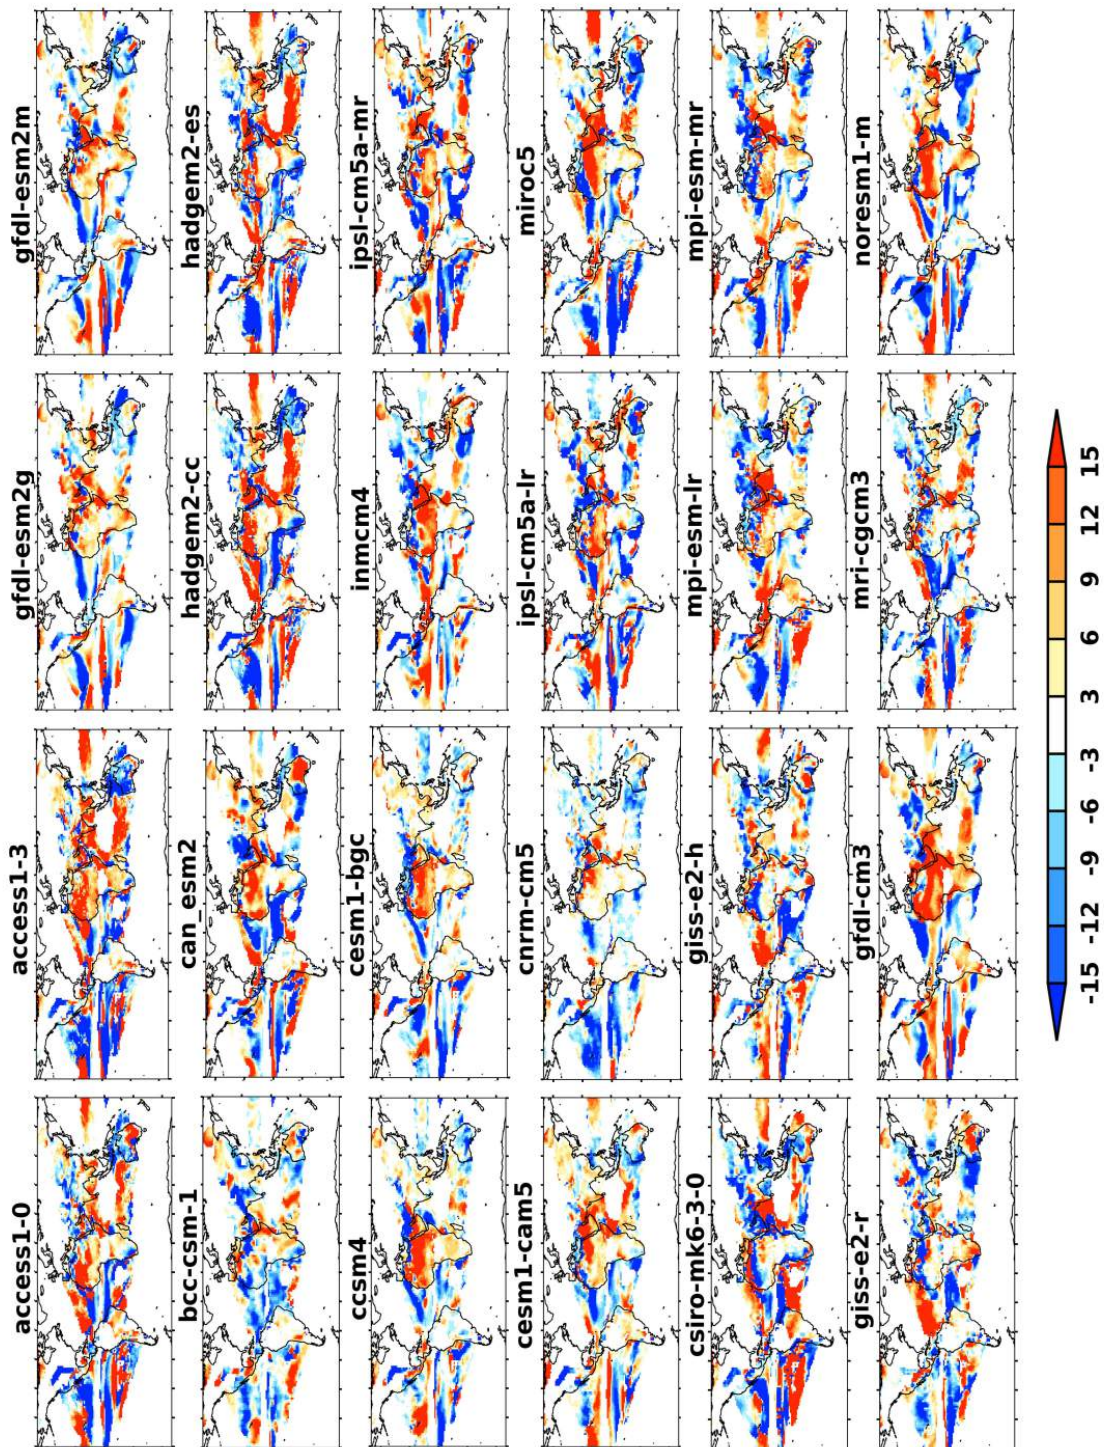 access1-0
access1-3
gfdl-esm2g
gfdl-esm2m
bcc-csm-1
can_esm2
hadgem2-cc
hadgem2-es
ccsm4
cesm1-bgc
inmcm4
ipsl-cm5a-mr
cesm1-cam5
cnrm-cm5
ipsl-cm5a-lr
miroc5
csiro-mk6-3-0
giss-e2-h
mpi-esm-lr
mpi-esm-mr
giss-e2-r
gfdl-cm3
mri-cgcm3
noresm1-m
-15 -12 -9 -6 -3 3 6 9 12 15